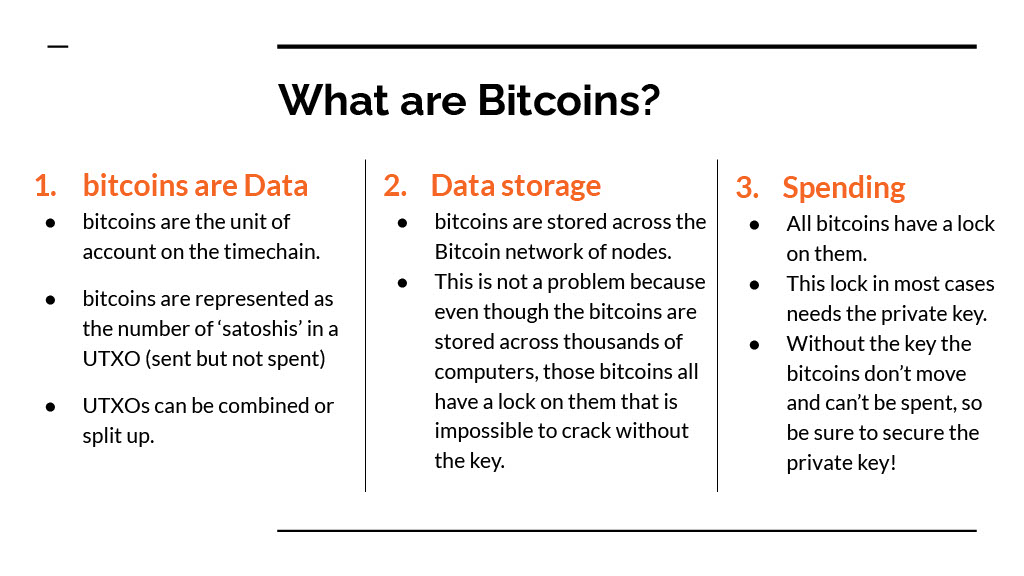 What are Bitcoins?
1. bitcoins are Data
● bitcoins are the unit of
account on the timechain.
● bitcoins are represented as
the number of ‘satoshis’ in a
UTXO (sent but not spent)
● UTXOs can be combined or
split up.
2. Data storage
● bitcoins are stored across the
Bitcoin network of nodes.
● This is not a problem because
even though the bitcoins are
stored across thousands of
computers, those bitcoins all
have a lock on them that is
impossible to crack without
the key.
3. Spending
● All bitcoins have a lock
on them.
● This lock in most cases
needs the private key.
● Without the key the
bitcoins don’t move
and can’t be spent, so
be sure to secure the
private key!